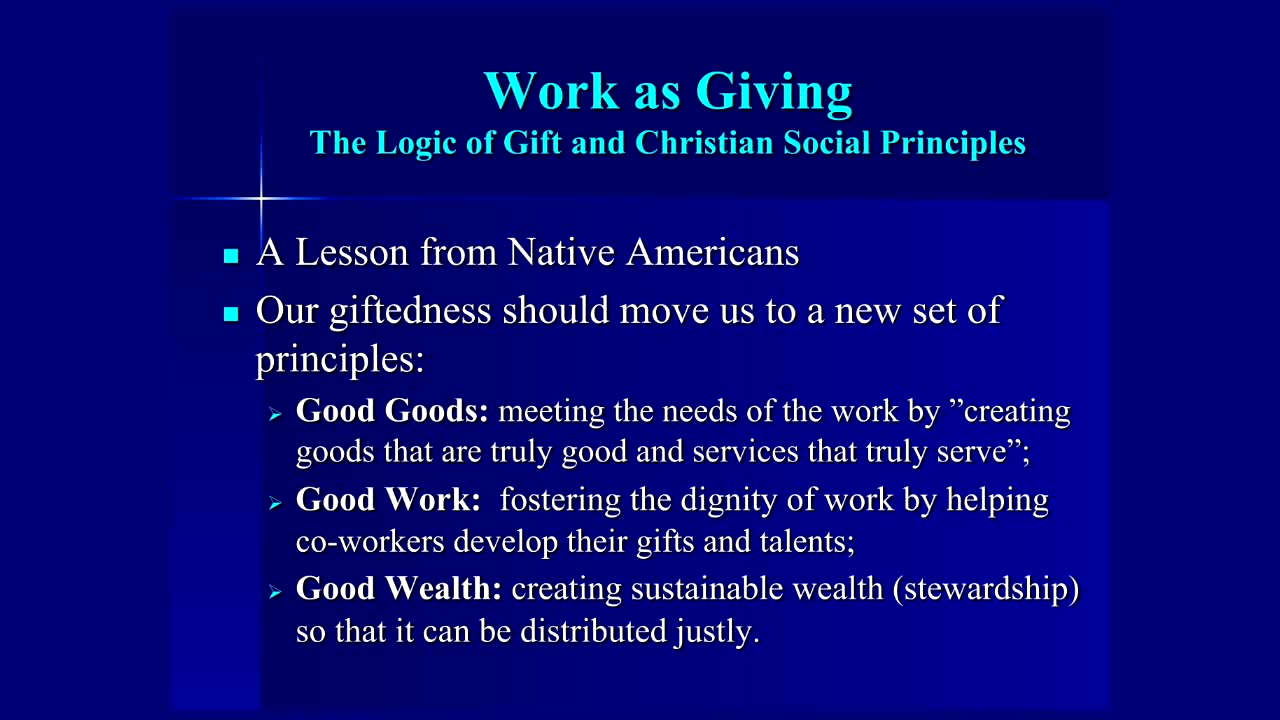 Work as Giving
The Logic of Gift and Christian Social Principles
A Lesson from Native Americans
Our giftedness should move us to a new set of
principles:
Good Goods: meeting the needs of the work by ”creating
goods that are truly good and services that truly serve”;
Good Work: fostering the dignity of work by helping
co-workers develop their gifts and talents;
Good Wealth: creating sustainable wealth (stewardship)
so that it can be distributed justly.